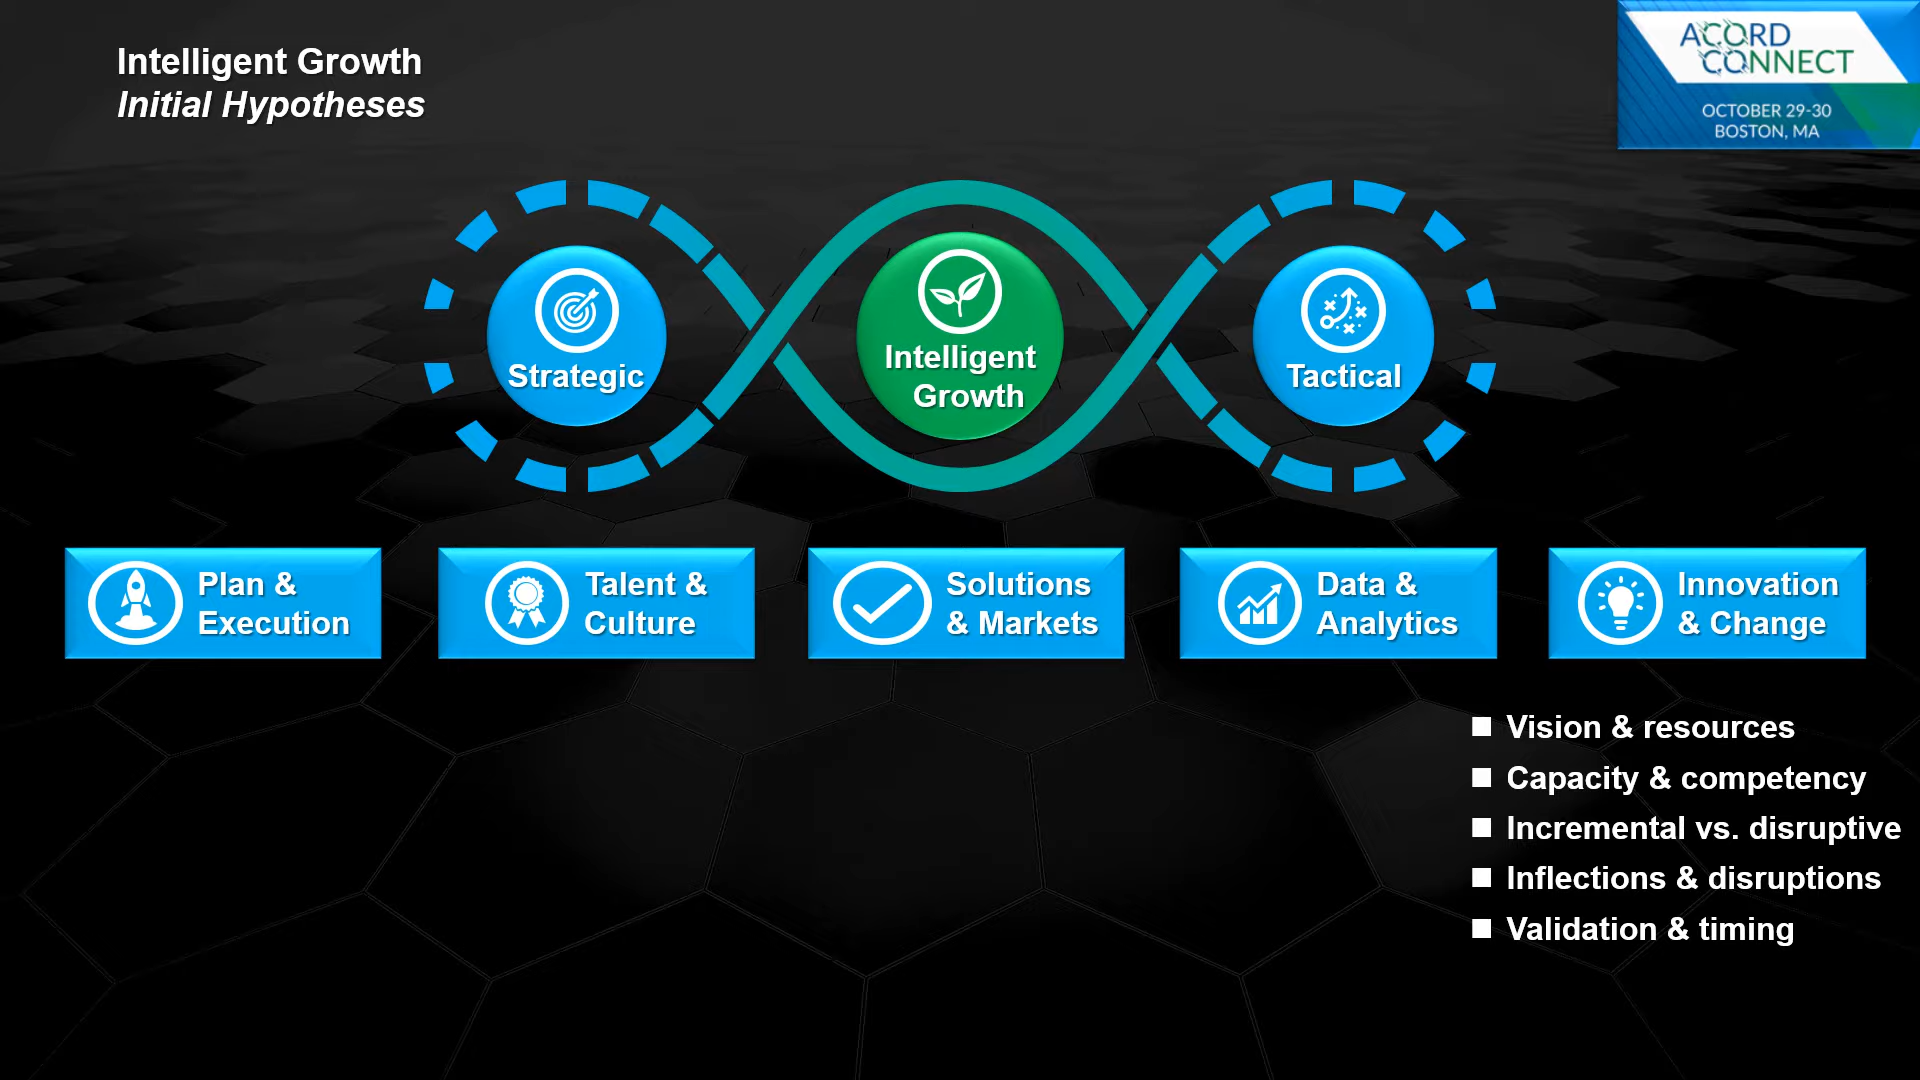 Intelligent Growth
Initial Hypotheses
ACORD
CONNECT
OCTOBER 29-30
BOSTON, MA
Strategic
Intelligent
Growth
Tactical
Plan &
Execution
Talent &
Culture
Solutions
& Markets
Data &
Analytics
Innovation
& Change
Vision & resources
Capacity & competency
Incremental vs. disruptive
Inflections & disruptions
Validation & timing